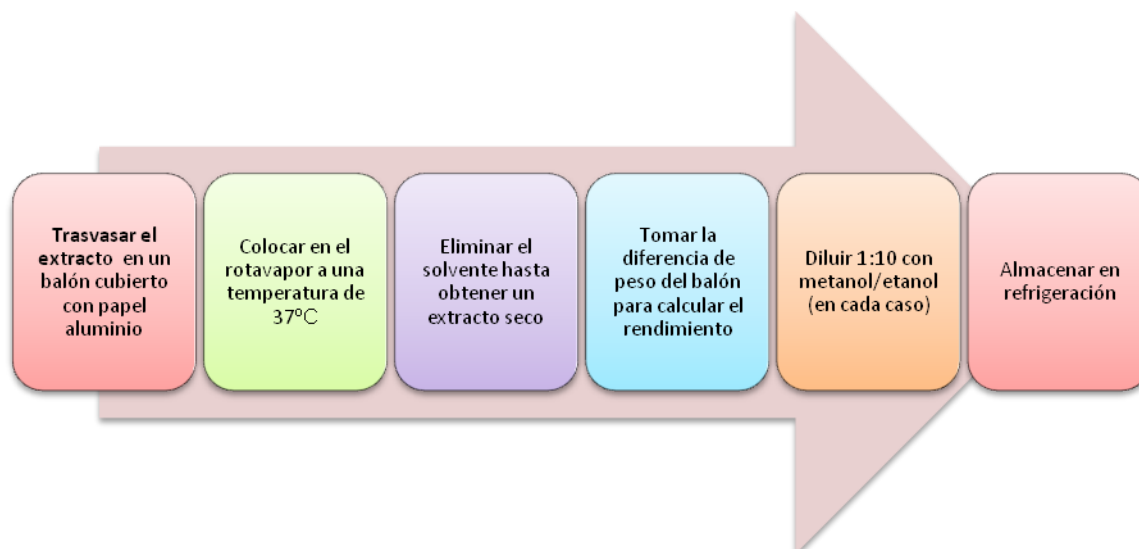 Trasvasar el
extracto en un
balón cubierto
con papel
aluminio
Colocar en el
rotavapor a una
temperatura de
37ºC
Eliminar el
solvente hasta
obtener un
extracto seco
Tomar la
diferencia de
peso del balón
para calcular el
rendimiento
Diluir 1:10 con
metanol/etanol
(en cada caso)
Almacenar en
refrigeración